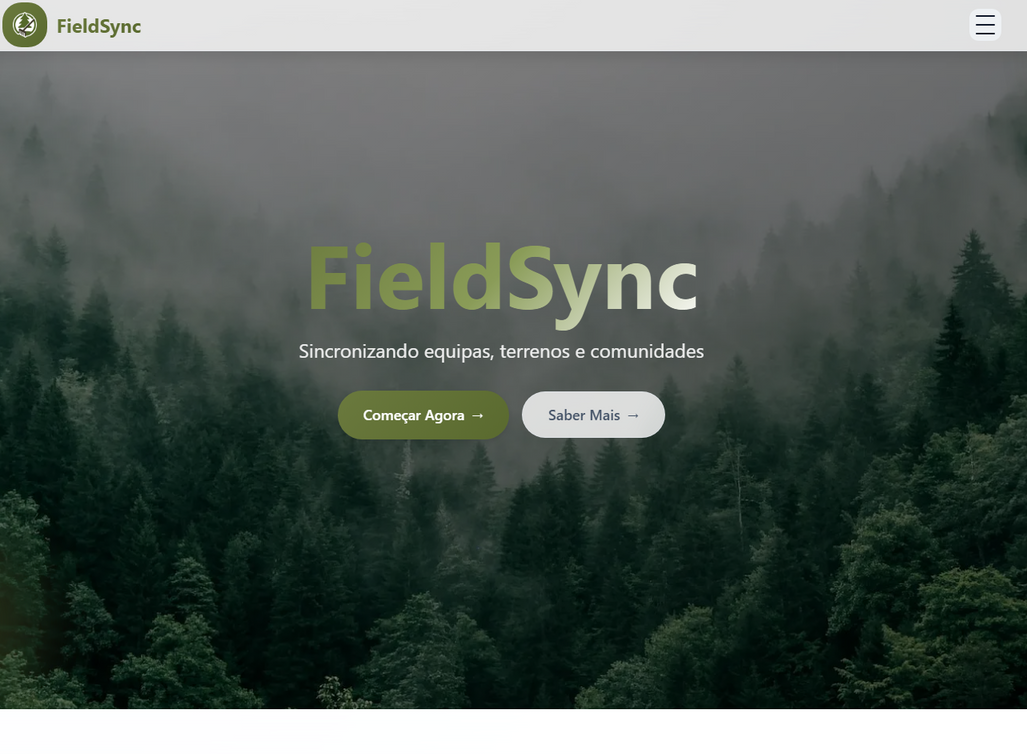 FieldSync
FieldSync
Sincronizando equipas, terrenos e comunidades
Começar Agora →
Saber Mais →